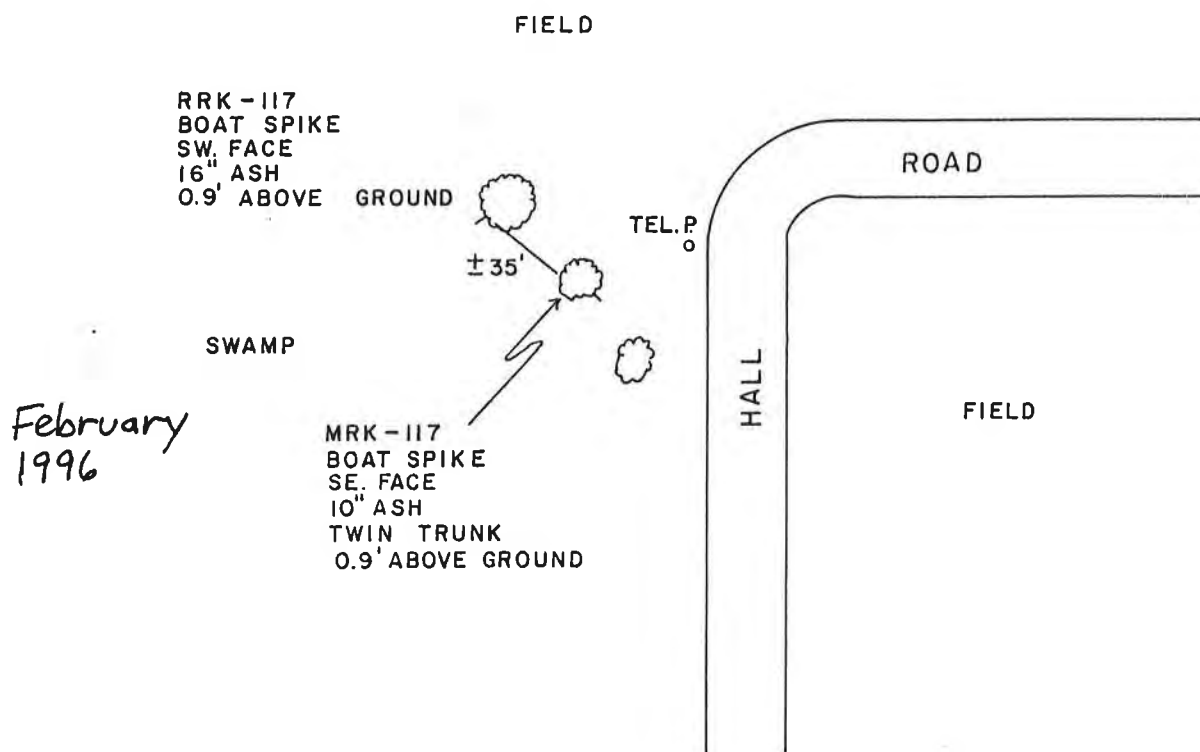 FIELD
RRK-117
BOAT SPIKE
SW. FACE
16" ASH
0.9' ABOVE GROUND
ROAD
TEL. P.
±35'
SWAMP
HALL
FIELD
February
1996
MRK-117
BOAT SPIKE
SE. FACE
10" ASH
TWIN TRUNK
0.9' ABOVE GROUND